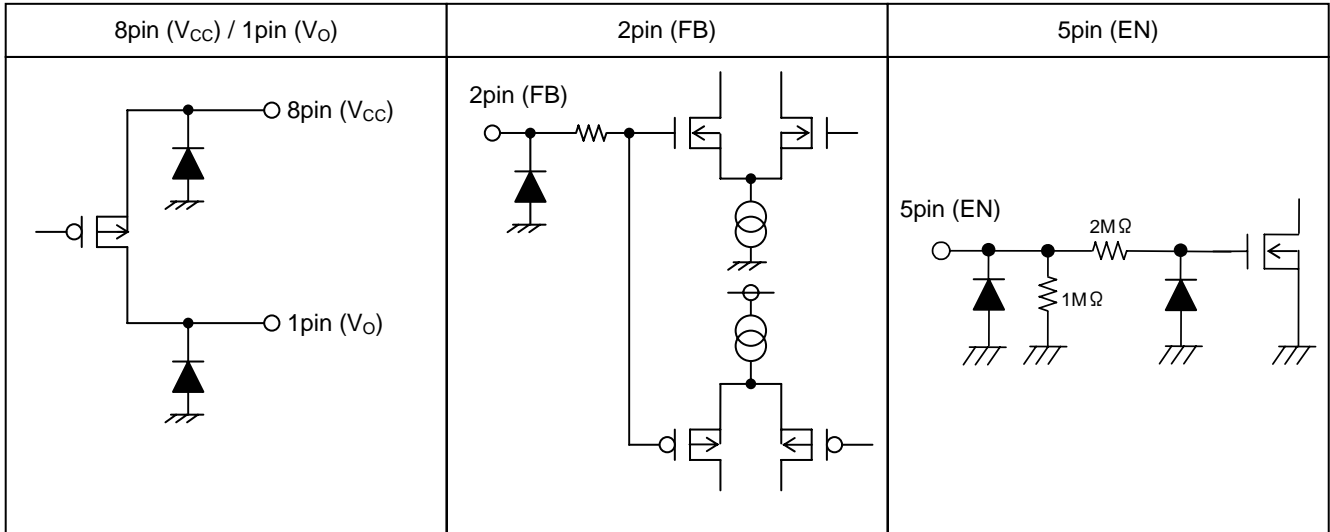 8pin (VCC) / 1pin (VO)
2pin (FB)
5pin (EN)
8pin (VCC)
1pin (VO)
2pin (FB)
5pin (EN)
2MΩ
1MΩ